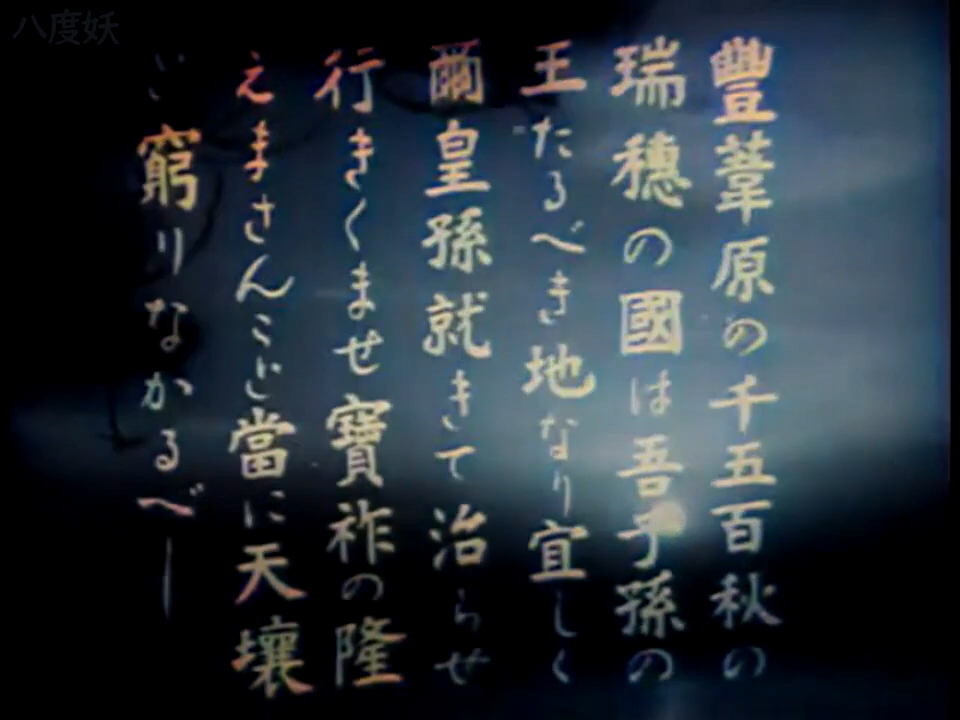 八度妖
豐葦原の千五百秋の
瑞穗の國は吾子孫の
王たるべき地なり宜しく
爾皇孫就きて治らせ
行きくませ寶祚の隆
えまさんこと當に天壤
と窮りなかるべし